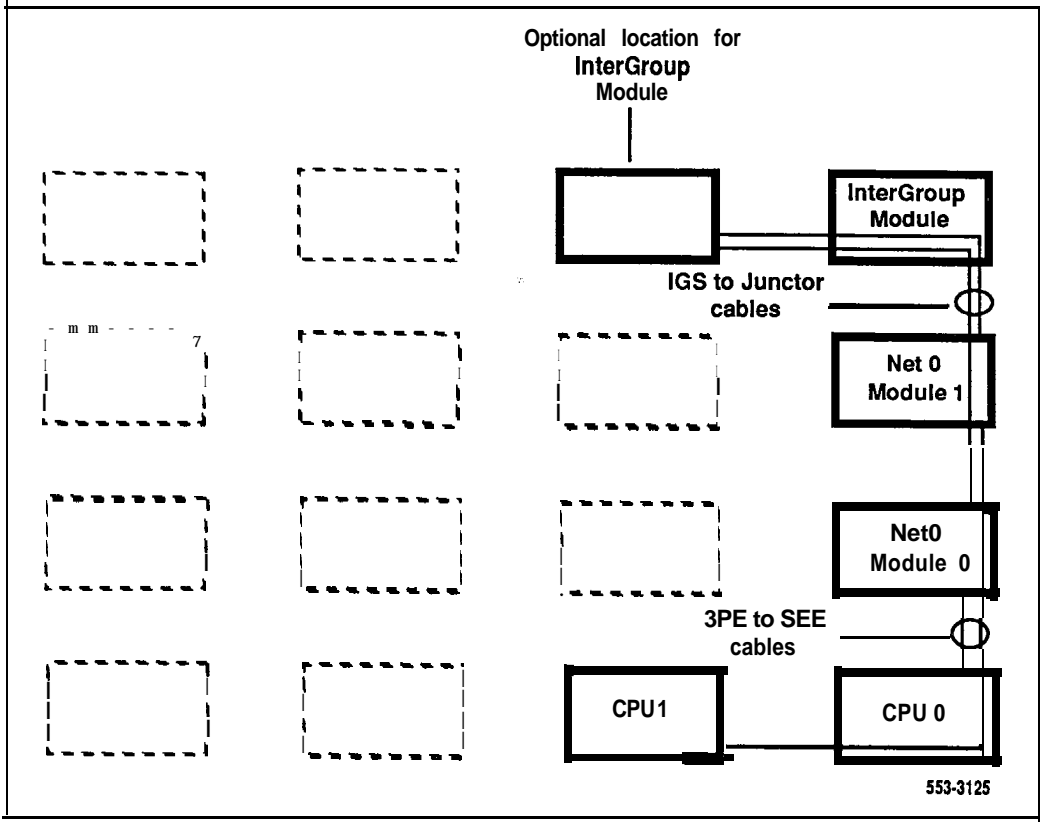 Optional location for
InterGroup
Module
InterGroup
Module
IGS to Junctor
cables
Net 0
Module 1
Net0
Module 0
3PE to SEE
cables
CPU1
CPU 0
553-3125